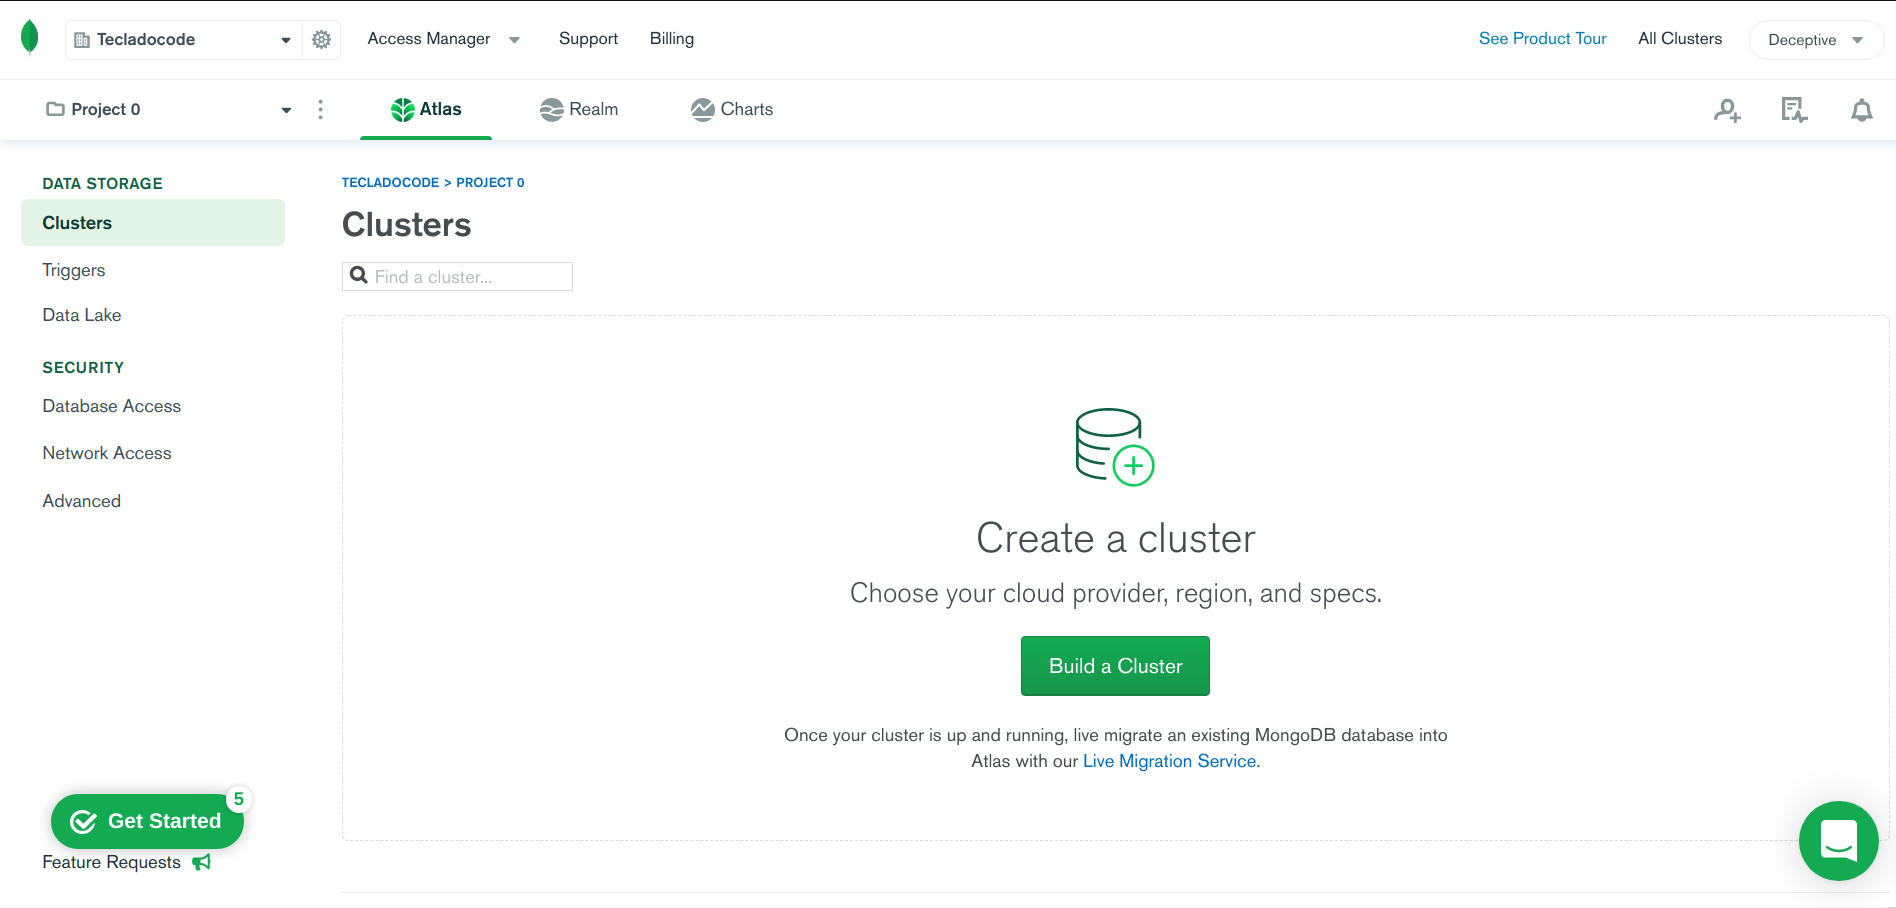 Tecladocode
Access Manager
Support
Billing
See Product Tour
All Clusters
Deceptive
Project 0
Atlas
Realm
Charts
DATA STORAGE
Clusters
Triggers
Data Lake
SECURITY
Database Access
Network Access
Advanced
TECLADOCODE > PROJECT 0
Clusters
Find a cluster...
Create a cluster
Choose your cloud provider, region, and specs.
Build a Cluster
Once your cluster is up and running, live migrate an existing MongoDB database into
Atlas with our Live Migration Service.
5
Get Started
Feature Requests